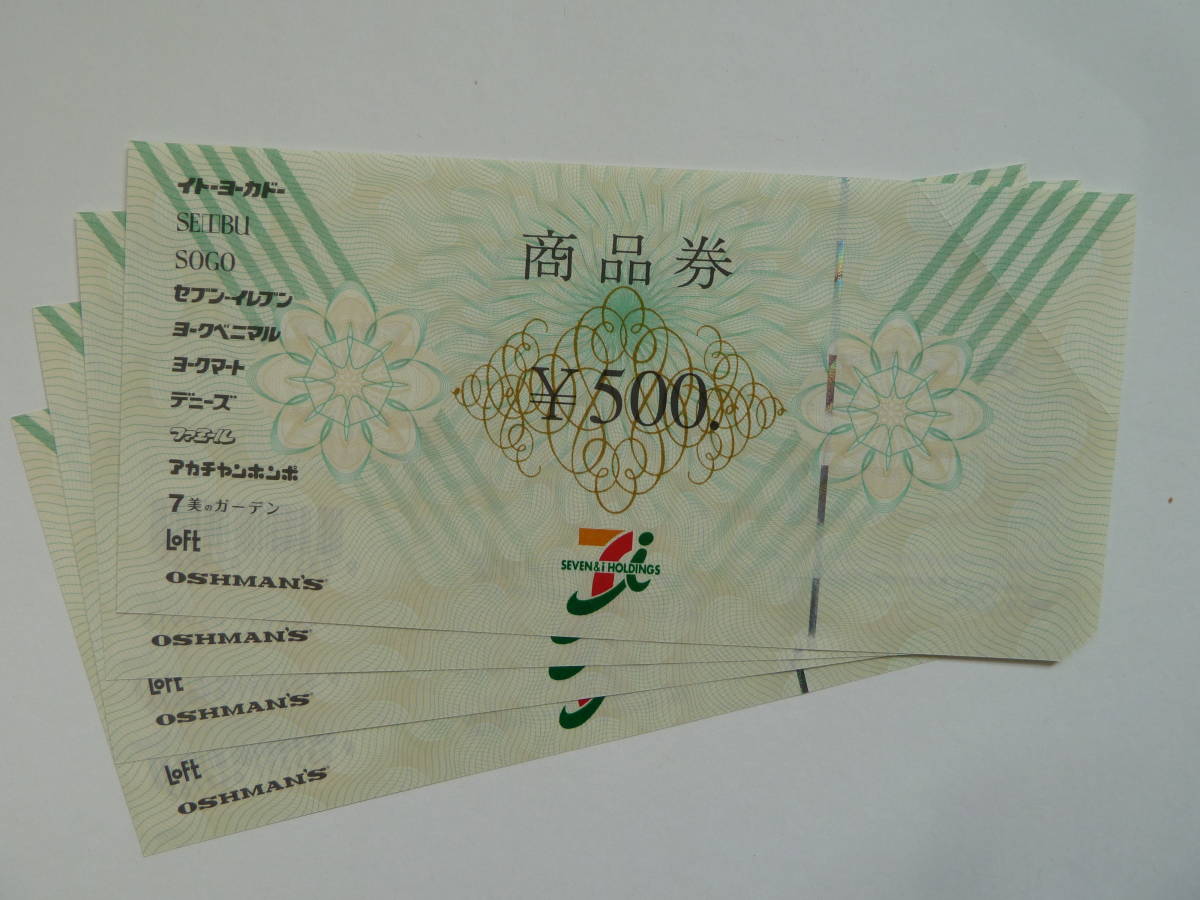 イトーヨーカドー
SEIBU
SOGO
セブン-イレブン
ヨークベニマル
ヨークマート
デニーズ
ファミール
アカチャンホンポ
7美のガーデン
LOFT
OSHMAN'S
商品券
¥500.
SEVEN&i HOLDINGS
OSHMAN'S
LOFT
OSHMAN'S
LOFT
OSHMAN'S